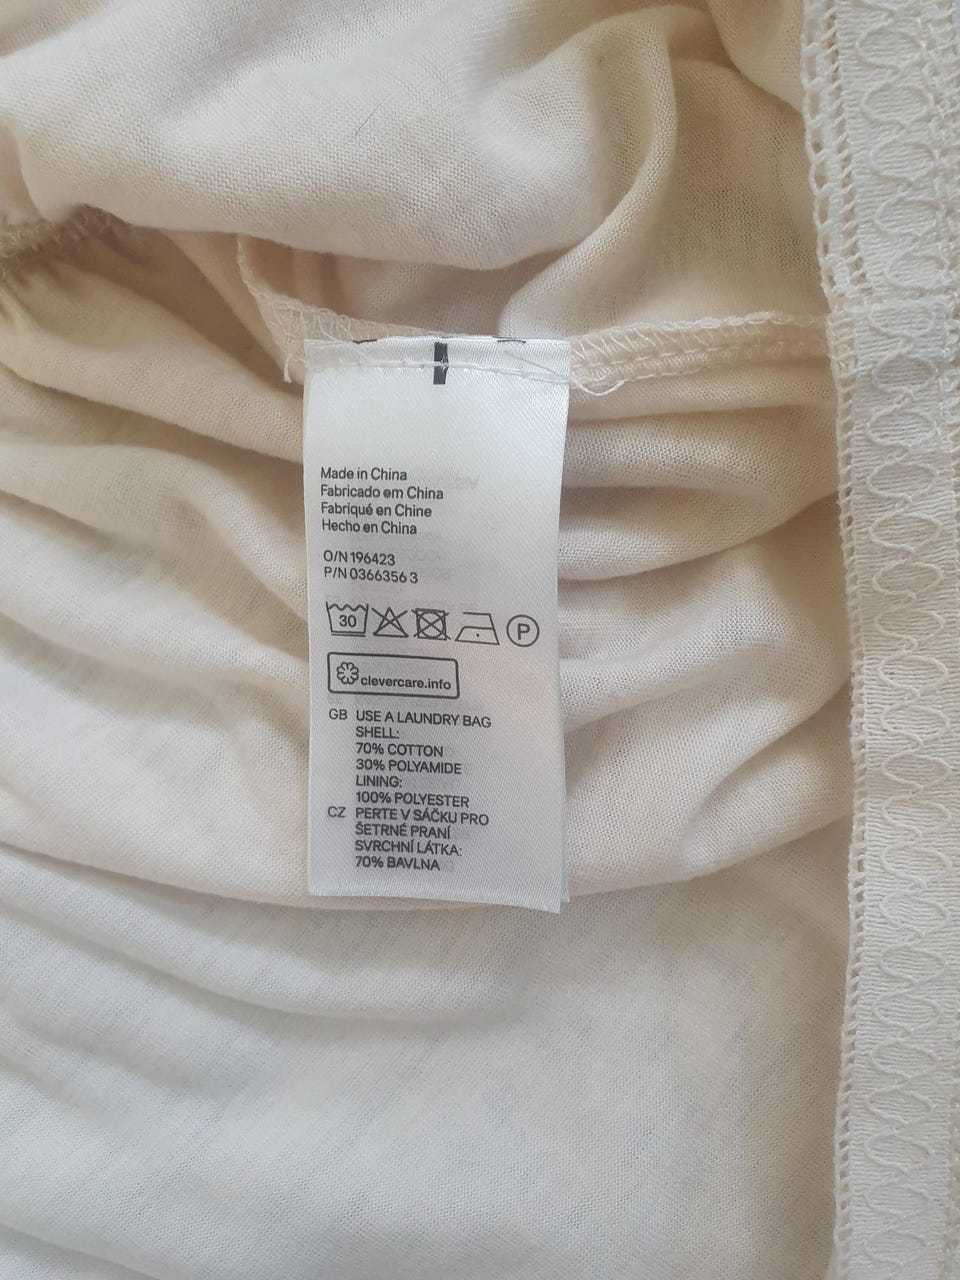 Made in China
Fabricado em China
Fabriqué en Chine
Hecho en China
O/N 196423
P/N 0366356 3
30
P
clevercare.info
GB USE A LAUNDRY BAG
SHELL:
70% COTTON
30% POLYAMIDE
LINING:
100% POLYESTER
CZ PERTE V SÁČKU PRO
ŠETRNÉ PRANÍ
SVRCHNÍ LÁTKA:
70% BAVLNA